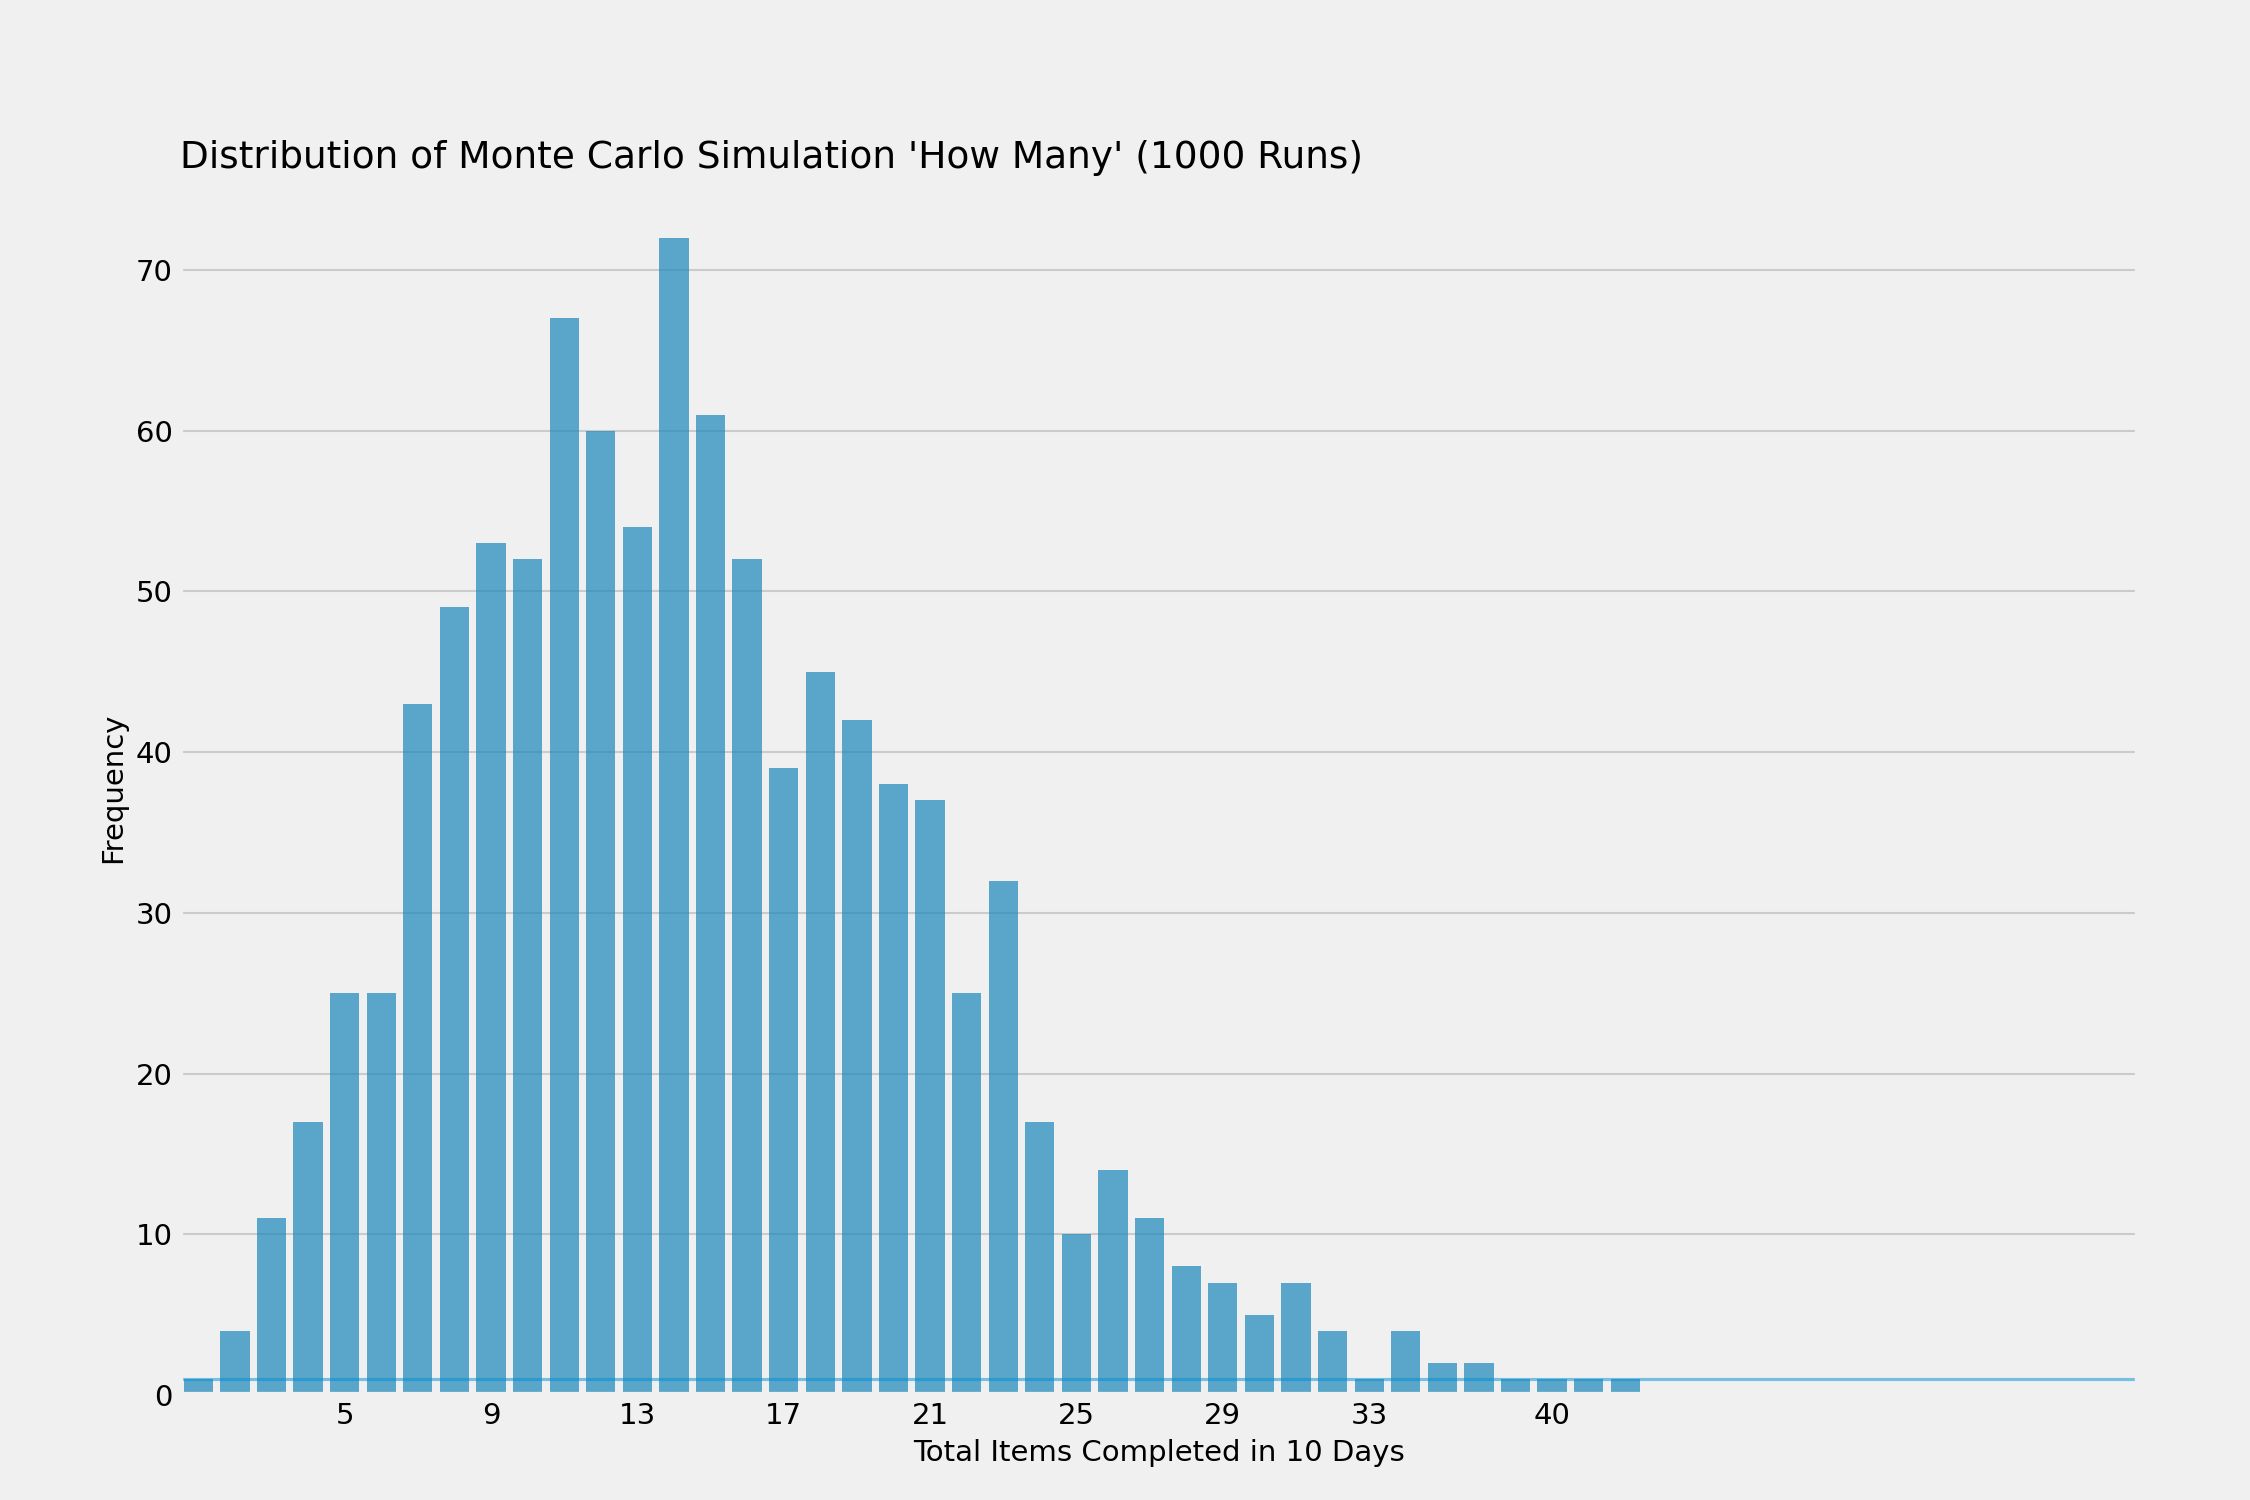 Distribution of Monte Carlo Simulation 'How Many' (1000 Runs)
70
60
50
40
30
20
10
0
Frequency
5 9 13 17 21 25 29 33 40
Total Items Completed in 10 Days